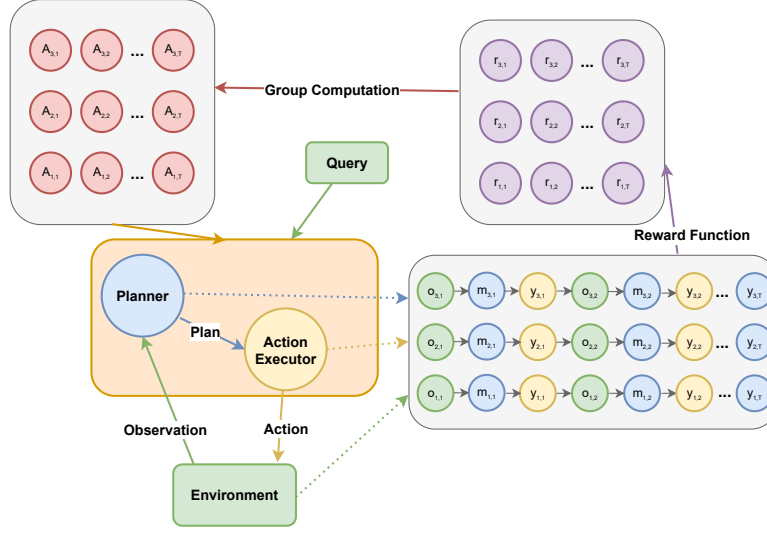 A3,1 A3,2 ... A3,T
A2,1 A2,2 ... A2,T
A1,1 A1,2 ... A1,T
Group Computation
r3,1 r3,2 ... r3,T
r2,1 r2,2 ... r2,T
r1,1 r1,2 ... r1,T
Query
Reward Function
Planner
Plan
Action
Executor
o3,1 m3,1 y3,1 o3,2 m3,2 y3,2 ... y3,T
o2,1 m2,1 y2,1 o2,2 m2,2 y2,2 ... y2,T
o1,1 m1,1 y1,1 o1,2 m1,2 y1,2 ... y1,T
Observation
Action
Environment